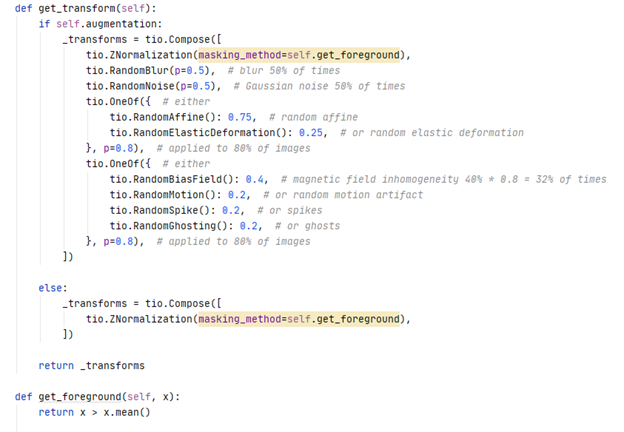 def get_transform(self):
    if self.augmentation:
        _transforms = tio.Compose([
            tio.ZNormalization(masking_method=self.get_foreground),
            tio.RandomBlur(p=0.5),  # blur 50% of times
            tio.RandomNoise(p=0.5),  # Gaussian noise 50% of times
            tio.OneOf({  # either
                tio.RandomAffine(): 0.75,  # random affine
                tio.RandomElasticDeformation(): 0.25,  # or random elastic deformation
            }, p=0.8),  # applied to 80% of images
            tio.OneOf({  # either
                tio.RandomBiasField(): 0.4,  # magnetic field inhomogeneity 40% * 0.8 = 32% of times
                tio.RandomMotion(): 0.2,  # or random motion artifact
                tio.RandomSpike(): 0.2,  # or spikes
                tio.RandomGhosting(): 0.2,  # or ghosts
            }, p=0.8),  # applied to 80% of images
        ])
    else:
        _transforms = tio.Compose([
            tio.ZNormalization(masking_method=self.get_foreground),
        ])
    return _transforms
def get_foreground(self, x):
    return x > x.mean()